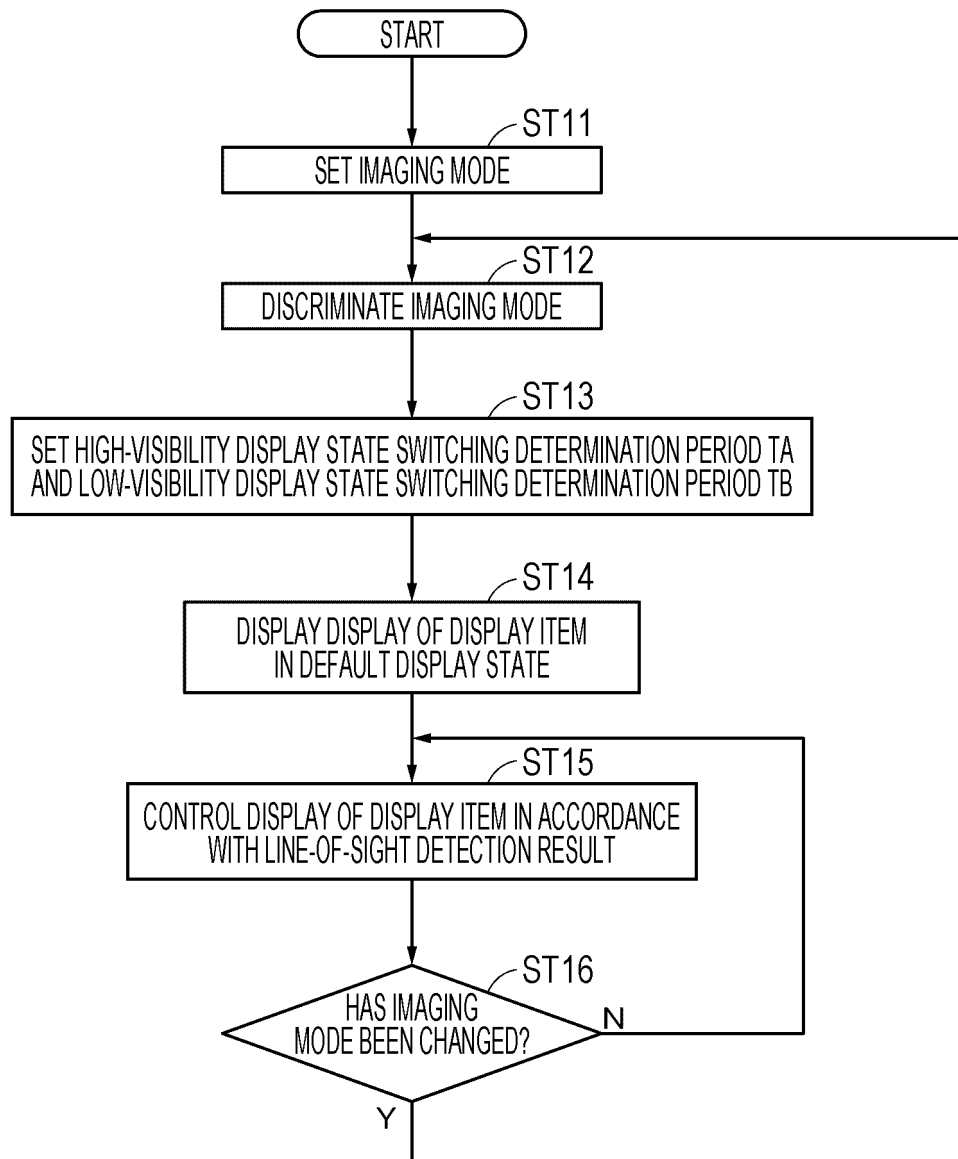 START
ST11
SET IMAGING MODE
ST12
DISCRIMINATE IMAGING MODE
ST13
SET HIGH-VISIBILITY DISPLAY STATE SWITCHING DETERMINATION PERIOD TA
AND LOW-VISIBILITY DISPLAY STATE SWITCHING DETERMINATION PERIOD TB
ST14
DISPLAY DISPLAY OF DISPLAY ITEM
IN DEFAULT DISPLAY STATE
ST15
CONTROL DISPLAY OF DISPLAY ITEM IN ACCORDANCE
WITH LINE-OF-SIGHT DETECTION RESULT
ST16
HAS IMAGING
MODE BEEN CHANGED?
N
Y